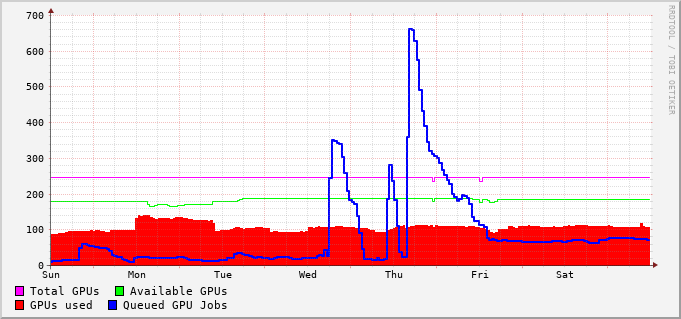 700
600
500
400
300
200
100
0
Sun Mon Tue Wed Thu Fri Sat
Total GPUs Available GPUs
GPUs used Queued GPU Jobs
RRDTOOL / TOBI OETIKER